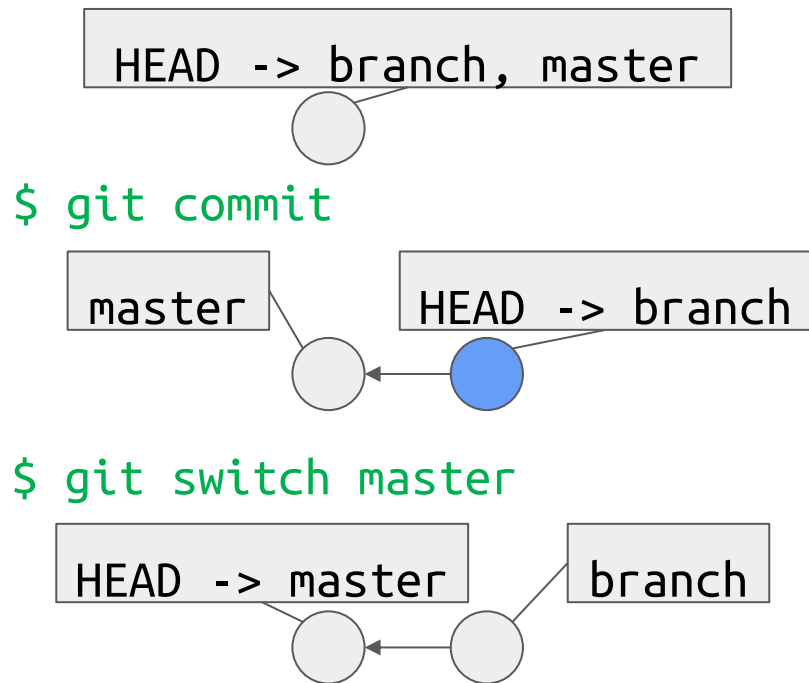 HEAD -> branch, master
$ git commit
master HEAD -> branch
$ git switch master
HEAD -> master branch